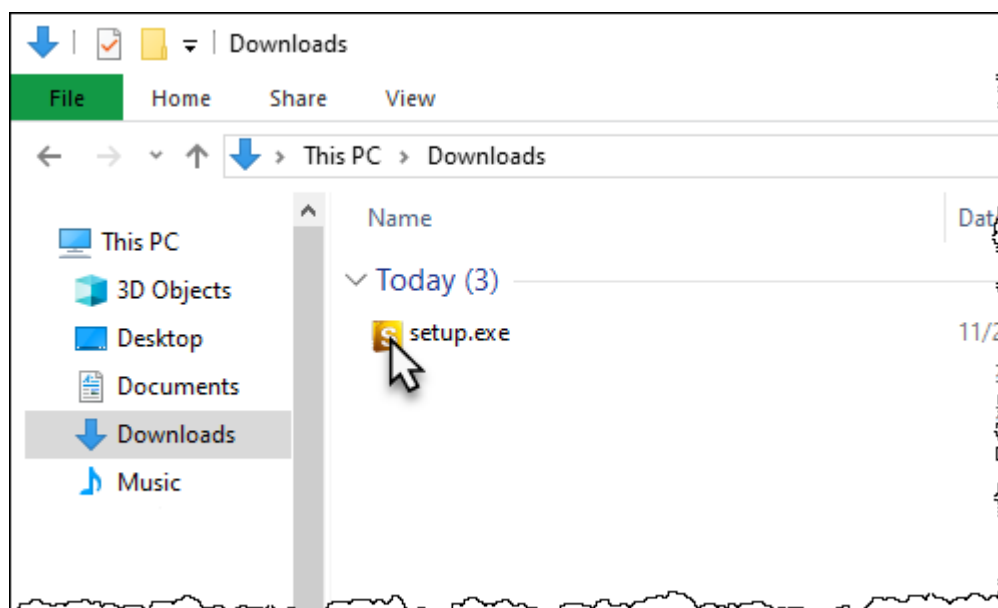 Downloads
File Home Share View
This PC > Downloads
Name
This PC
3D Objects
Desktop
Documents
Downloads
Music
Today (3)
S setup.exe